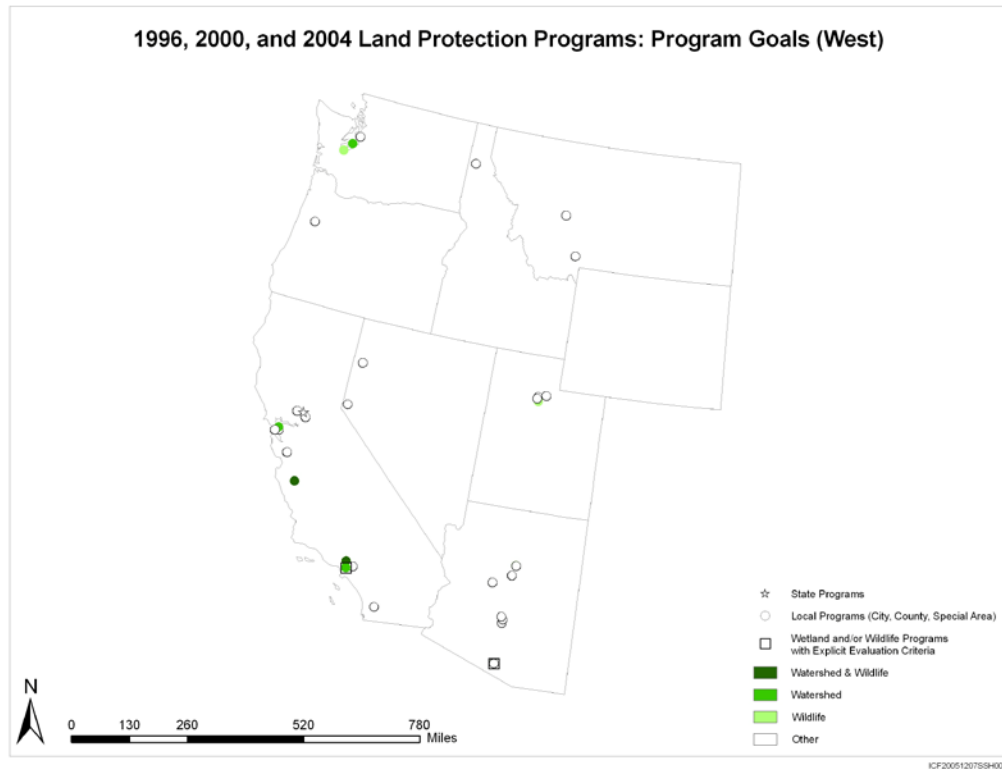 1996, 2000, and 2004 Land Protection Programs: Program Goals (West)
State Programs
Local Programs (City, County, Special Area)
Wetland and/or Wildlife Programs
with Explicit Evaluation Criteria
Watershed & Wildlife
Watershed
Wildlife
Other
N
0 130 260 520 780
Miles
ICF20051207SSH00